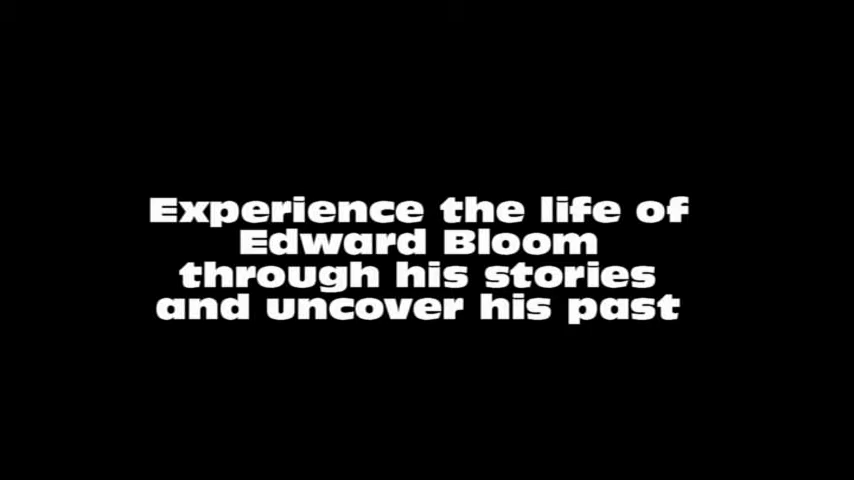 Experience the life of
Edward Bloom
through his stories
and uncover his past